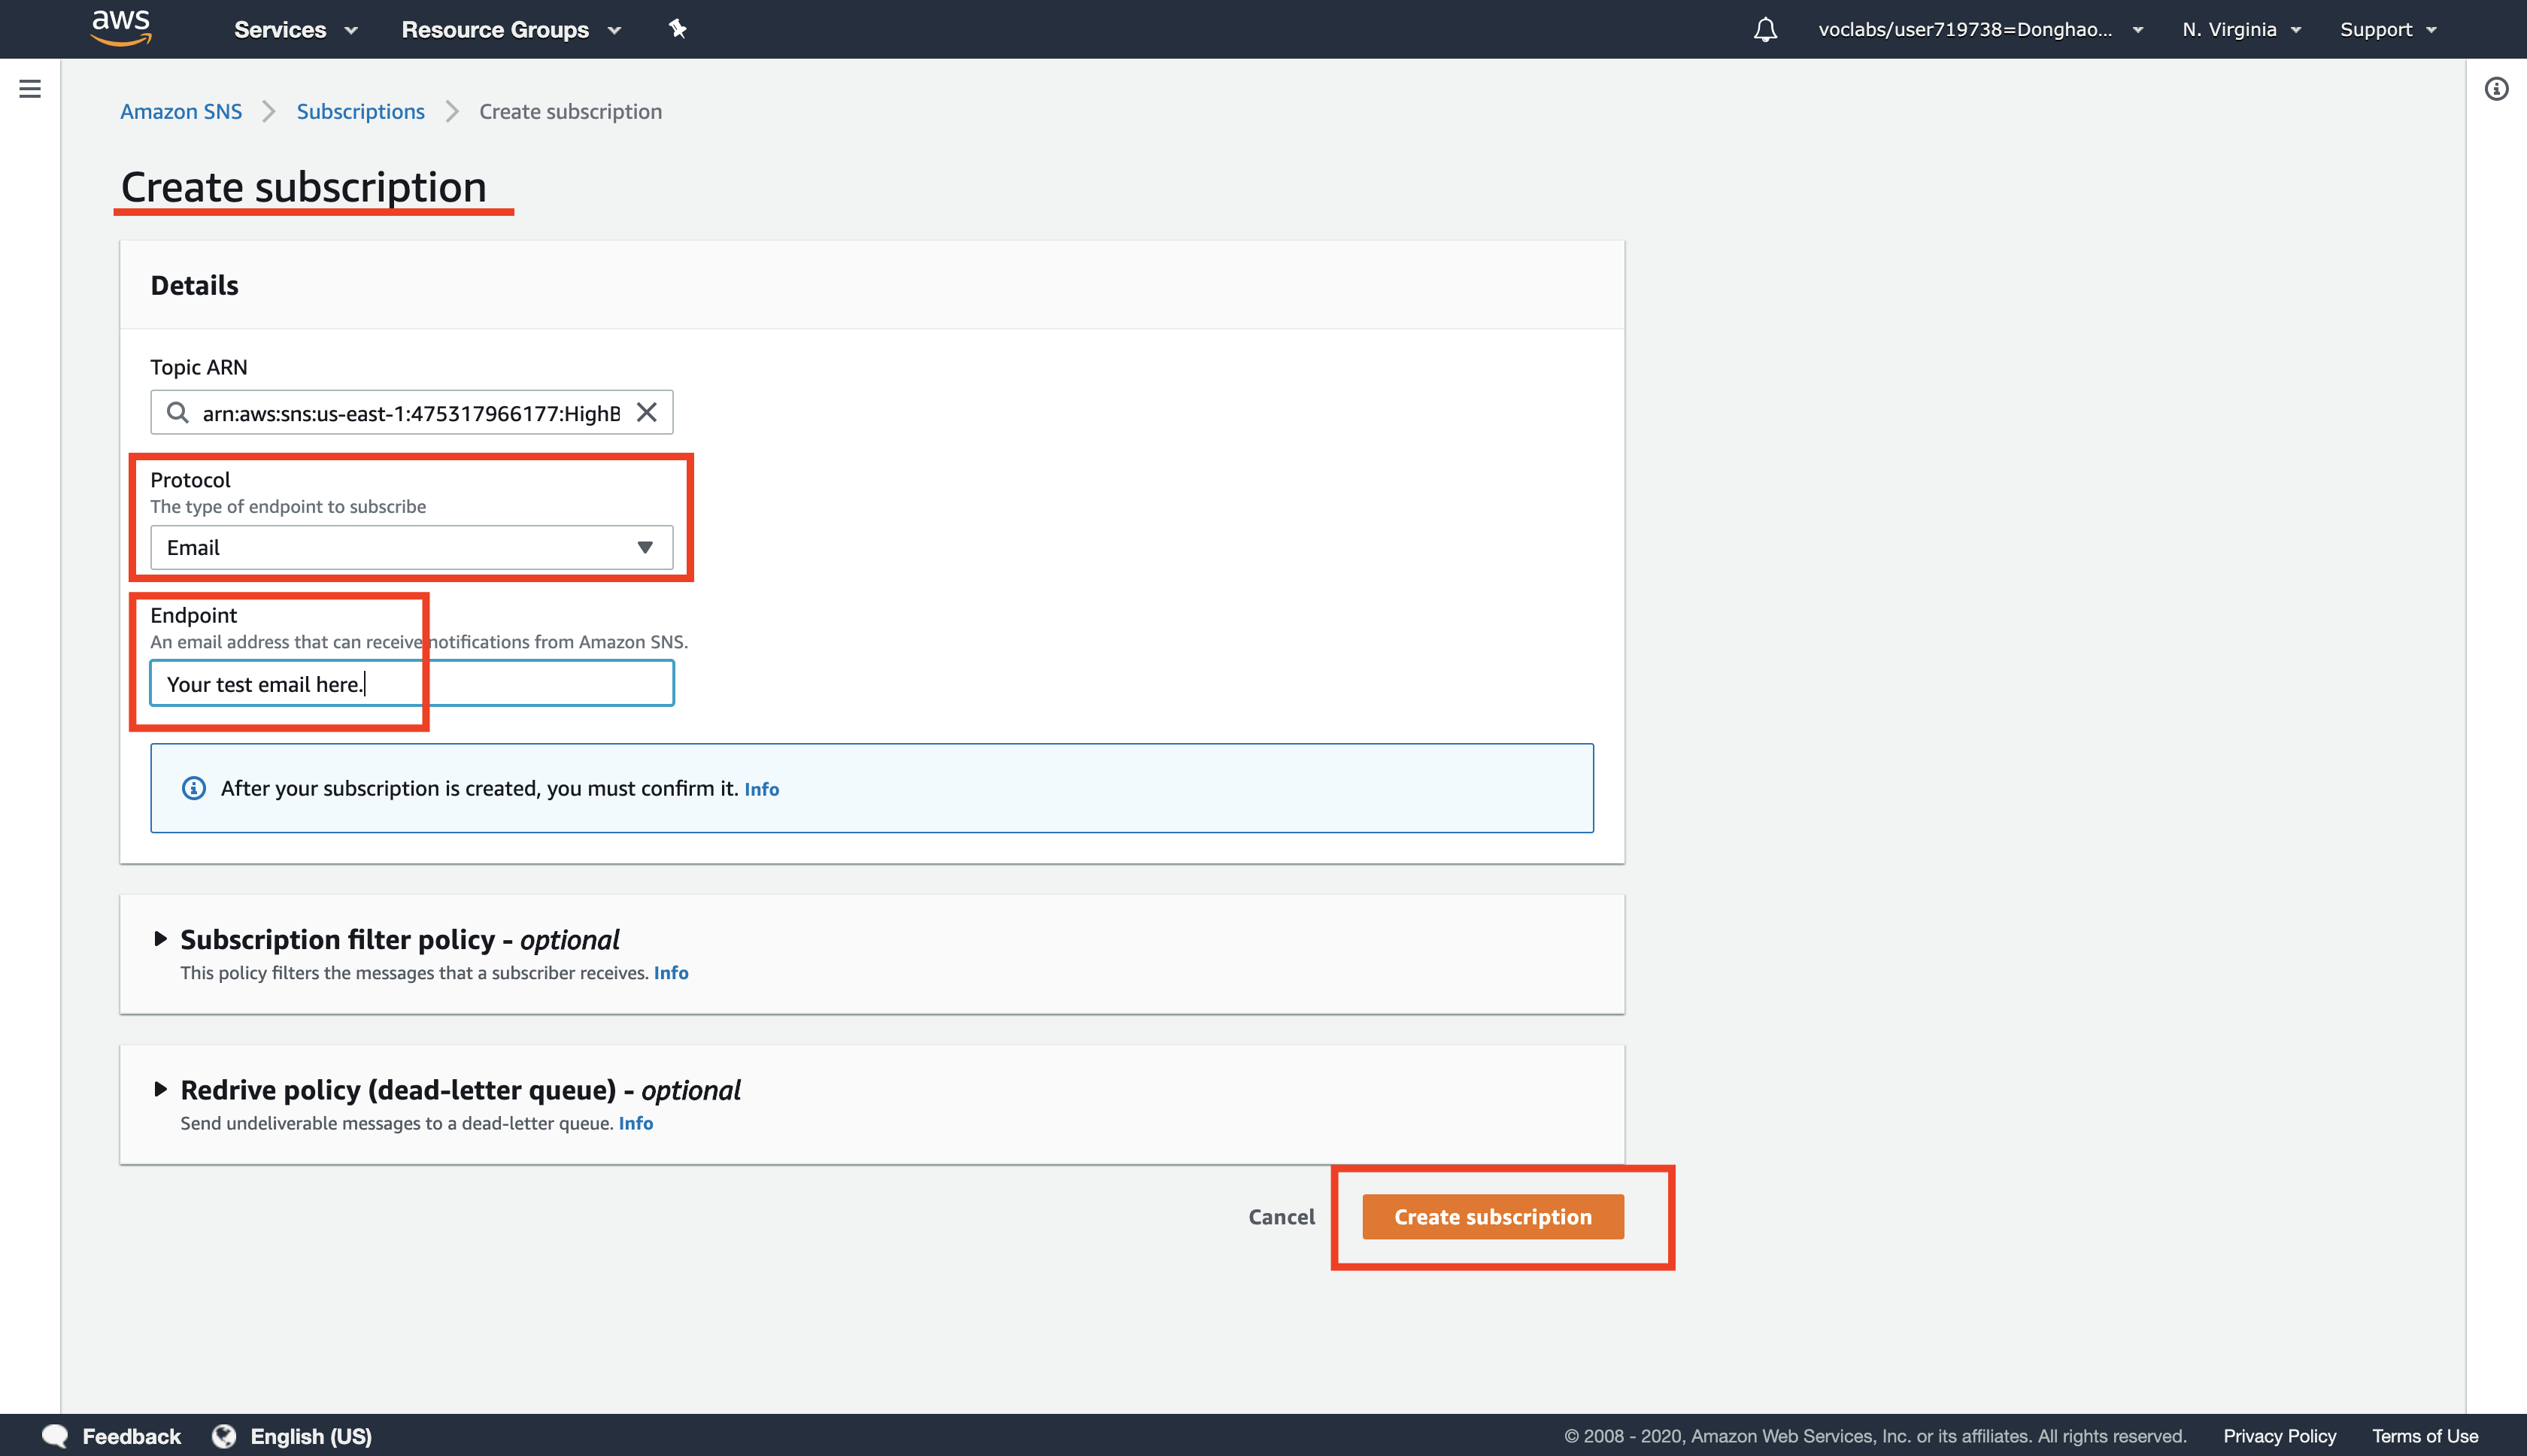 aws Services Resource Groups voclabs/user719738=Donghao... N. Virginia Support
Amazon SNS Subscriptions Create subscription
Create subscription
Details
Topic ARN
arn:aws:sns:us-east-1:475317966177:HighB
Protocol
The type of endpoint to subscribe
Email
Endpoint
An email address that can receive notifications from Amazon SNS.
Your test email here.
After your subscription is created, you must confirm it. Info
Subscription filter policy - optional
This policy filters the messages that a subscriber receives. Info
Redrive policy (dead-letter queue) - optional
Send undeliverable messages to a dead-letter queue. Info
Cancel Create subscription
Feedback English (US) © 2008 - 2020, Amazon Web Services, Inc. or its affiliates. All rights reserved. Privacy Policy Terms of Use